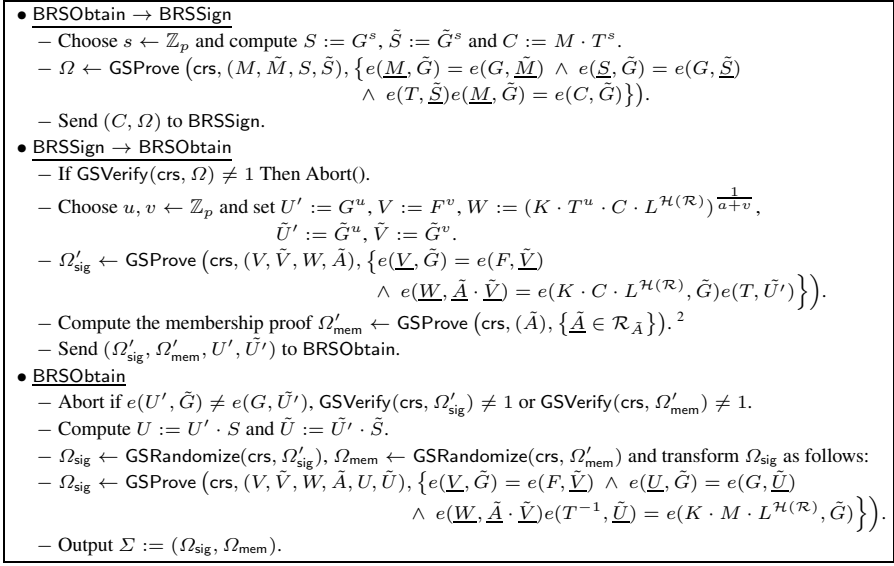 • BRSObtain → BRSSign
– Choose s ← ℤ_p and compute S := G^s, S̃ := G̃^s and C := M · T^s.
– Ω ← GSProve (crs, (M, M̃, S, S̃), {e(<u>M</u>, G̃) = e(G, <u>M̃</u>) ∧ e(<u>S</u>, G̃) = e(G, <u>S̃</u>)
∧ e(T, <u>S̃</u>)e(<u>M</u>, G̃) = e(C, G̃)}).
– Send (C, Ω) to BRSSign.
• BRSSign → BRSObtain
– If GSVerify(crs, Ω) ≠ 1 Then Abort().
– Choose u, v ← ℤ_p and set U′ := G^u, V := F^v, W := (K · T^u · C · L^{H(R)})^{1/(a+v)},
Ũ′ := G̃^u, Ṽ := G̃^v.
– Ω′_sig ← GSProve (crs, (V, Ṽ, W, Ã), {e(<u>V</u>, G̃) = e(F, <u>Ṽ</u>)
∧ e(<u>W</u>, <u>Ã</u> · <u>Ṽ</u>) = e(K · C · L^{H(R)}, G̃)e(T, Ũ′)}).
– Compute the membership proof Ω′_mem ← GSProve (crs, (Ã), {<u>Ã</u> ∈ R_Ã}). ²
– Send (Ω′_sig, Ω′_mem, U′, Ũ′) to BRSObtain.
• BRSObtain
– Abort if e(U′, G̃) ≠ e(G, Ũ′), GSVerify(crs, Ω′_sig) ≠ 1 or GSVerify(crs, Ω′_mem) ≠ 1.
– Compute U := U′ · S and Ũ := Ũ′ · S̃.
– Ω_sig ← GSRandomize(crs, Ω′_sig), Ω_mem ← GSRandomize(crs, Ω′_mem) and transform Ω_sig as follows:
– Ω_sig ← GSProve (crs, (V, Ṽ, W, Ã, U, Ũ), {e(<u>V</u>, G̃) = e(F, <u>Ṽ</u>) ∧ e(<u>U</u>, G̃) = e(G, <u>Ũ</u>)
∧ e(<u>W</u>, <u>Ã</u> · <u>Ṽ</u>)e(T^{−1}, <u>Ũ</u>) = e(K · M · L^{H(R)}, G̃)}).
– Output Σ := (Ω_sig, Ω_mem).